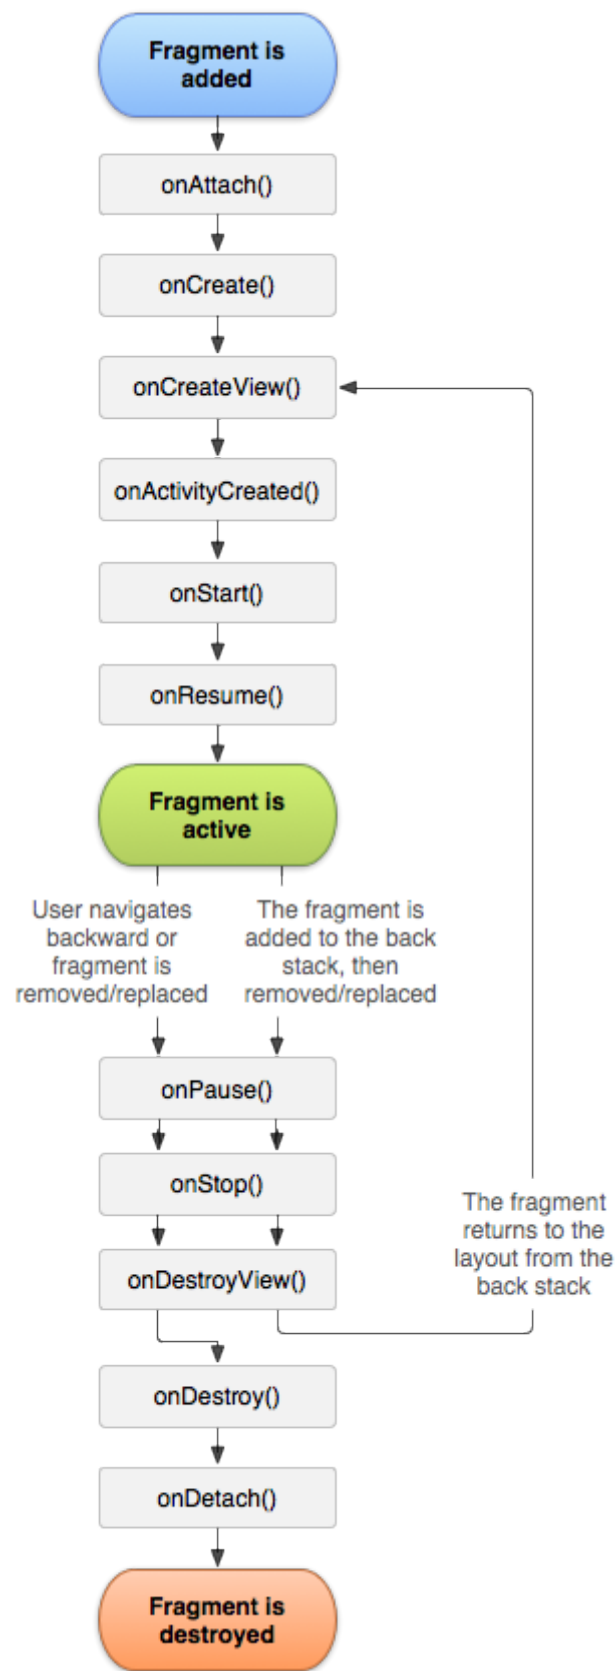 Fragment is
added
onAttach()
onCreate()
onCreateView()
onActivityCreated()
onStart()
onResume()
Fragment is
active
User navigates
backward or
fragment is
removed/replaced
The fragment is
added to the back
stack, then
removed/replaced
onPause()
onStop()
onDestroyView()
The fragment
returns to the
layout from the
back stack
onDestroy()
onDetach()
Fragment is
destroyed